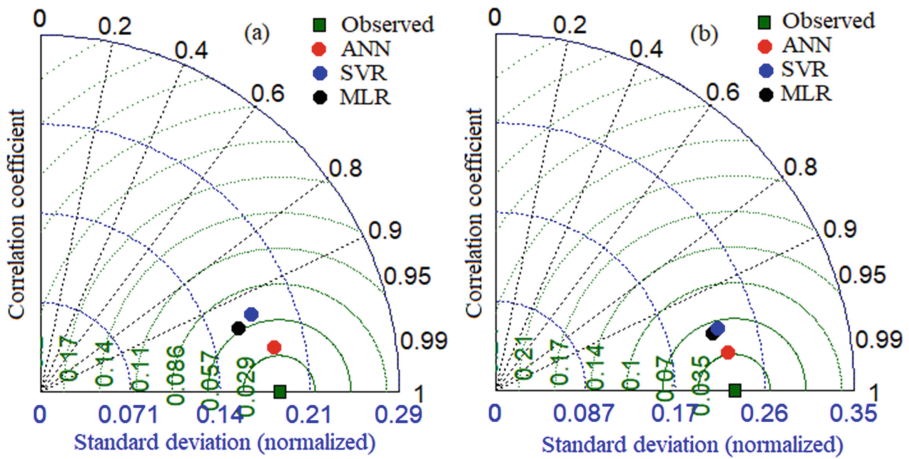 0
0.2
0.4
0.6
0.8
0.9
0.95
0.99
1
(a)
Observed
ANN
SVR
MLR
Correlation coefficient
0.17
0.14
0.11
0.086
0.057
0.029
0
0.071
0.14
0.21
0.29
Standard deviation (normalized)
0
0.2
0.4
0.6
0.8
0.9
0.95
0.99
1
(b)
Observed
ANN
SVR
MLR
Correlation coefficient
0.21
0.17
0.14
0.1
0.07
0.035
0
0.087
0.17
0.26
0.35
Standard deviation (normalized)